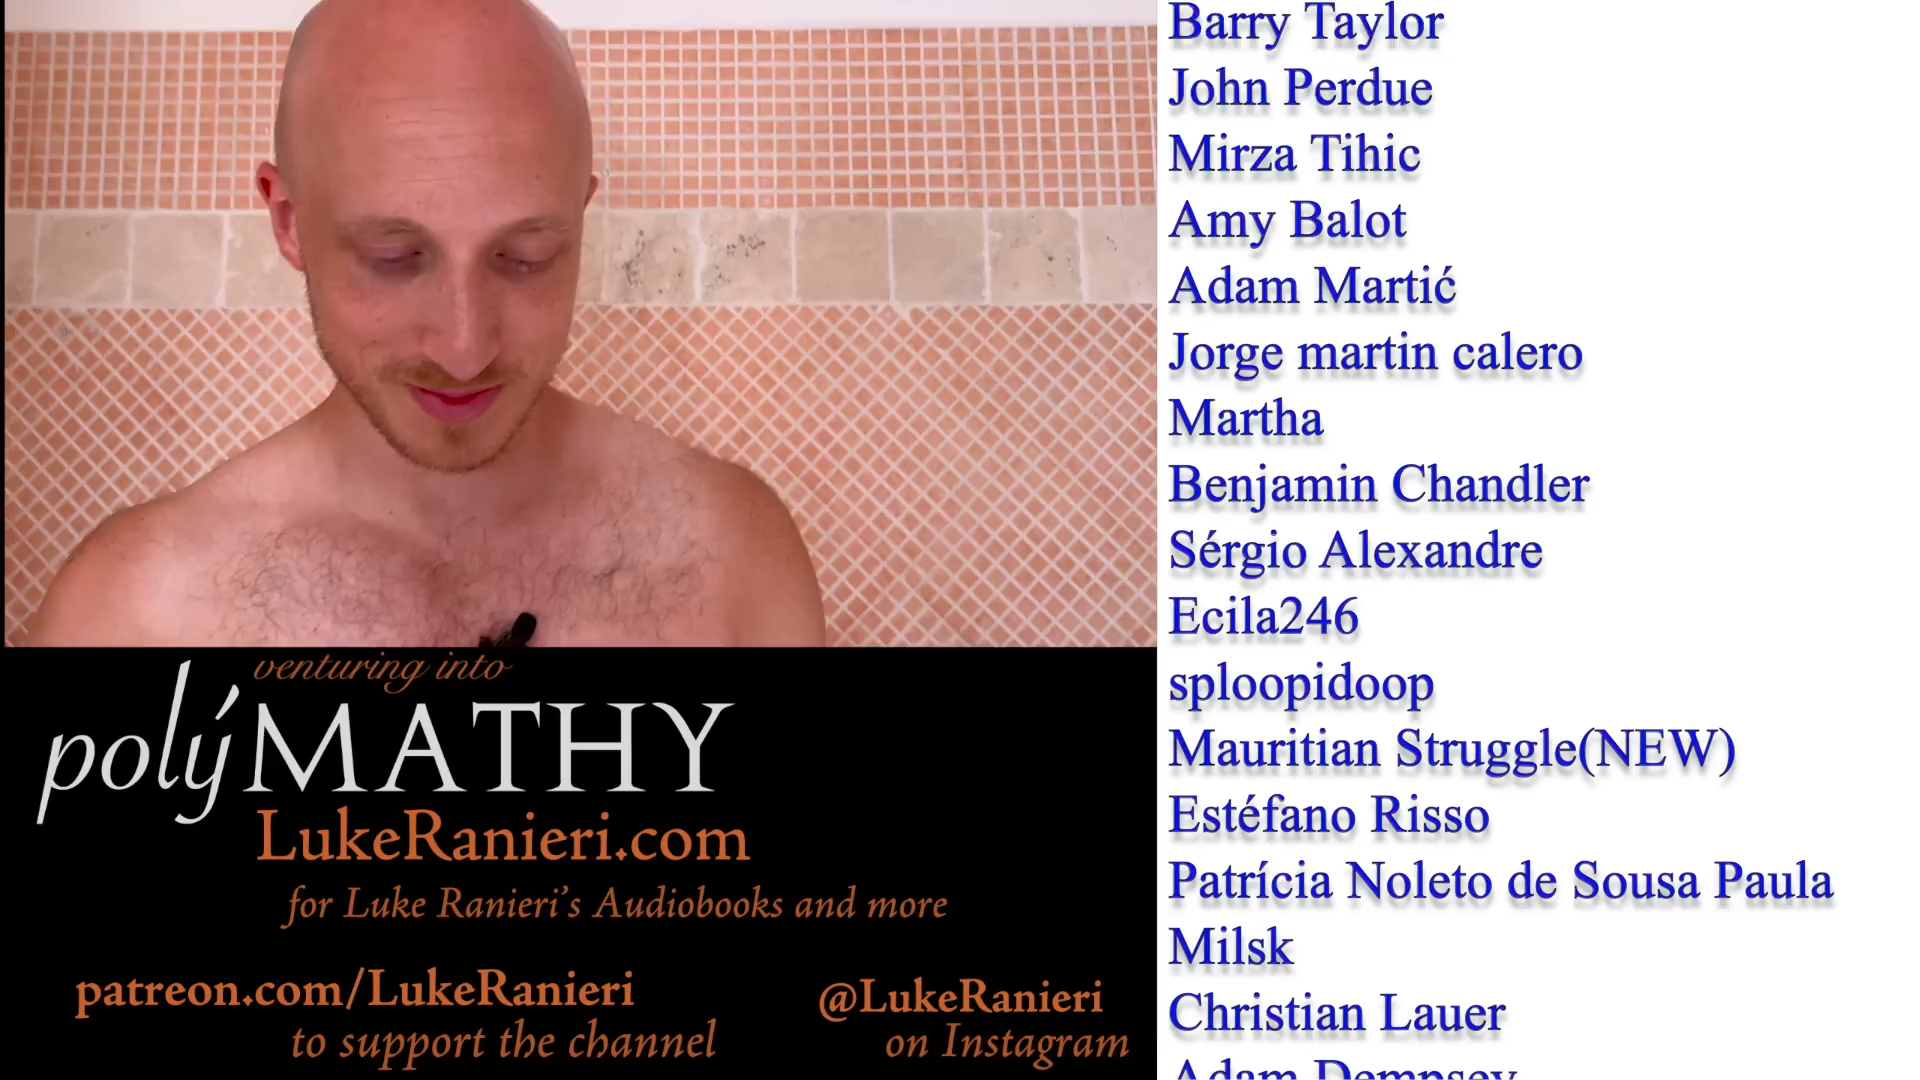 venturing into
polýMATHY
LukeRanieri.com
for Luke Ranieri's Audiobooks and more
patreon.com/LukeRanieri
to support the channel
@LukeRanieri
on Instagram
Barry Taylor
John Perdue
Mirza Tihic
Amy Balot
Adam Martić
Jorge martin calero
Martha
Benjamin Chandler
Sérgio Alexandre
Ecila246
sploopidoop
Mauritian Struggle(NEW)
Estéfano Risso
Patrícia Noleto de Sousa Paula
Milsk
Christian Lauer
Adam Dempsey